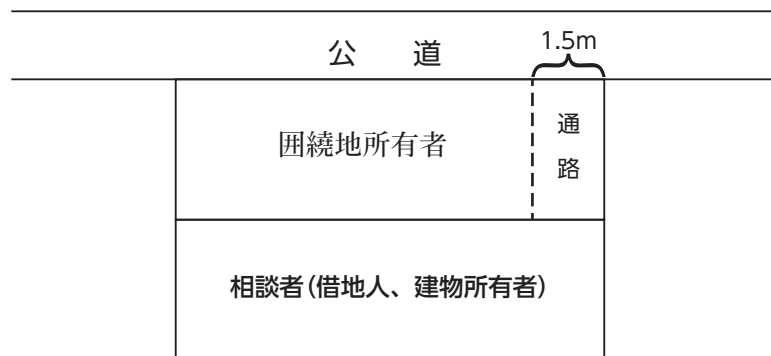 1.5m
公　道
囲繞地所有者
通
路
相談者(借地人、建物所有者)